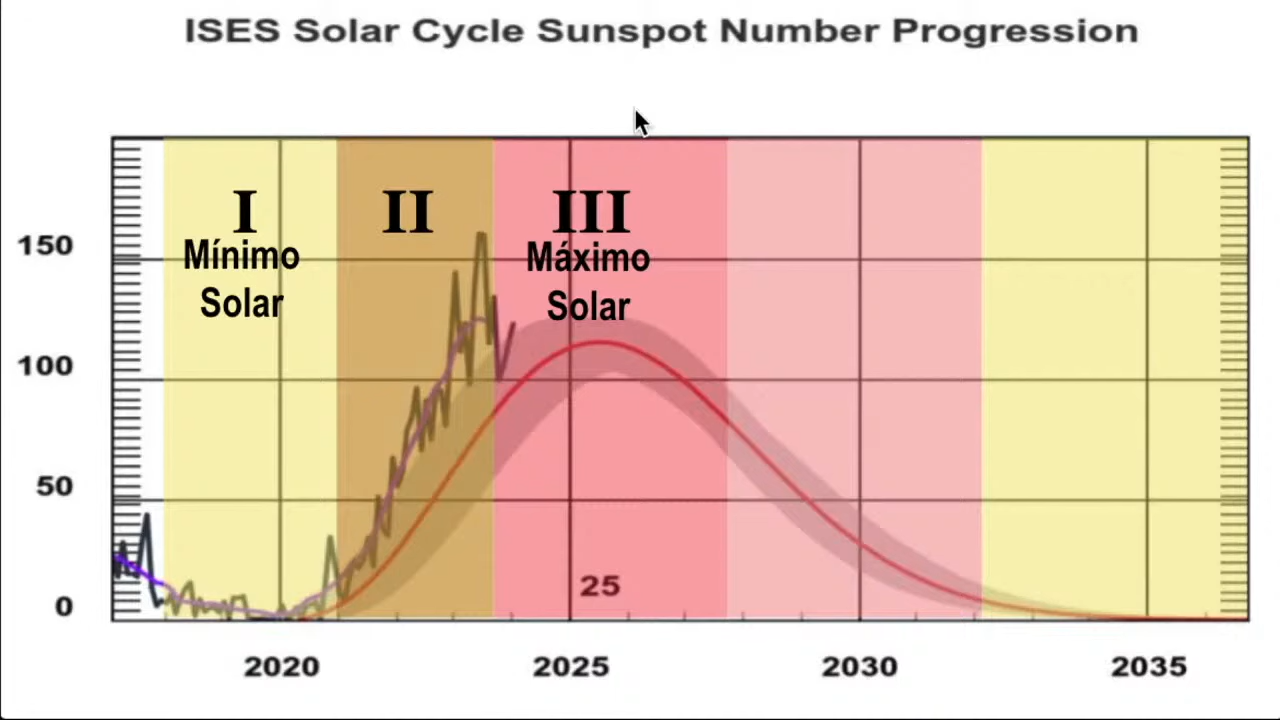 ISES Solar Cycle Sunspot Number Progression
I
II
III
Mínimo
Solar
Máximo
Solar
150
100
50
0
25
2020
2025
2030
2035